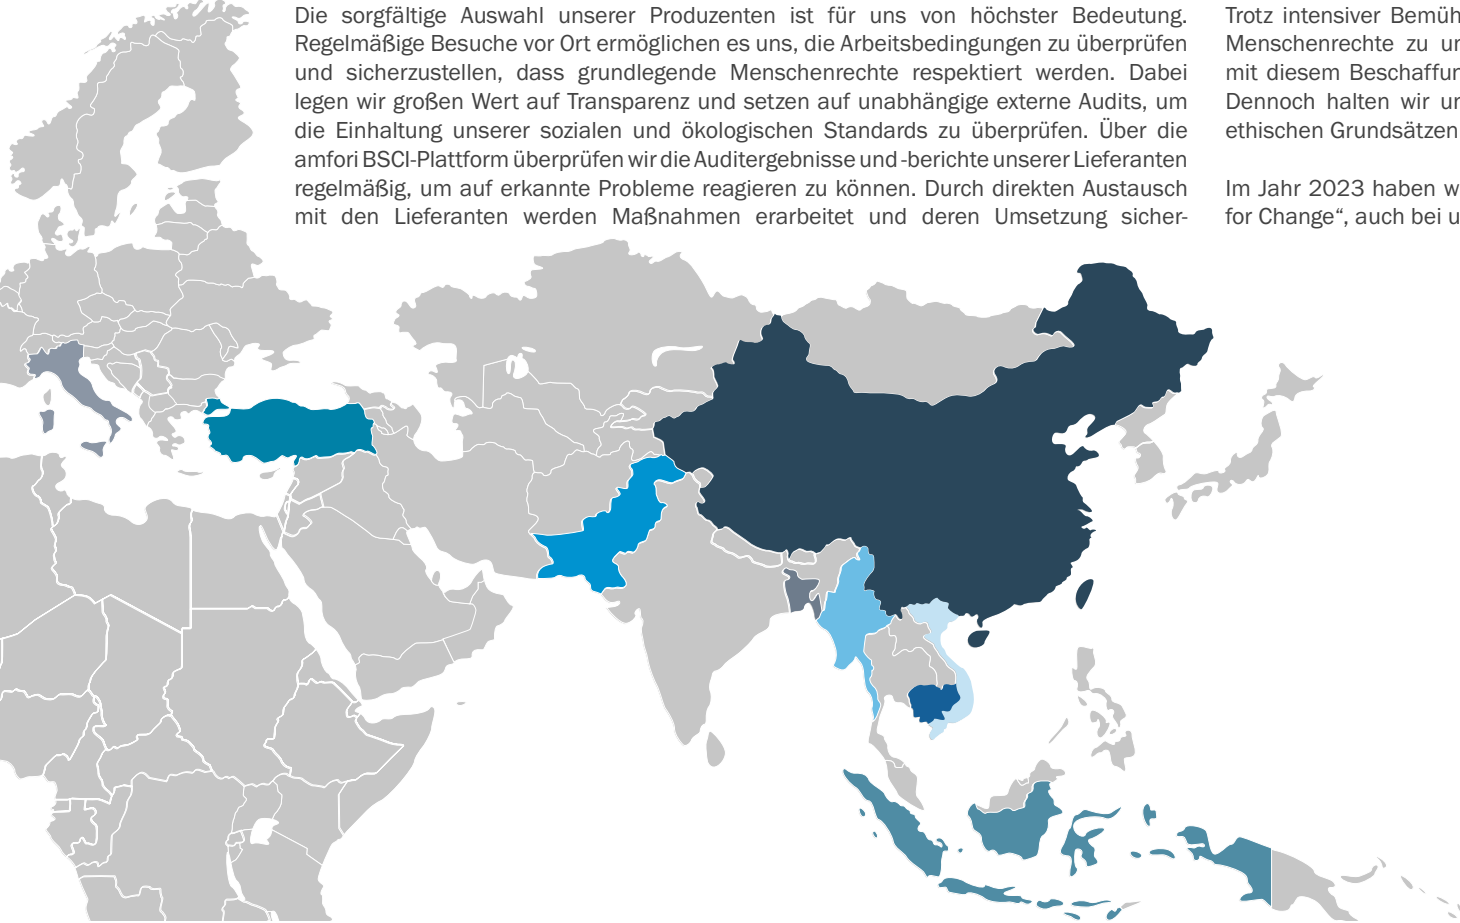 Die sorgfältige Auswahl unserer Produzenten ist für uns von höchster Bedeutung.
Regelmäßige Besuche vor Ort ermöglichen es uns, die Arbeitsbedingungen zu überprüfen
und sicherzustellen, dass grundlegende Menschenrechte respektiert werden. Dabei
legen wir großen Wert auf Transparenz und setzen auf unabhängige externe Audits, um
die Einhaltung unserer sozialen und ökologischen Standards zu überprüfen. Über die
amfori BSCI-Plattform überprüfen wir die Auditergebnisse und -berichte unserer Lieferanten
regelmäßig, um auf erkannte Probleme reagieren zu können. Durch direkten Austausch
mit den Lieferanten werden Maßnahmen erarbeitet und deren Umsetzung sicher-
Trotz intensiver Bemüh
Menschenrechte zu
mit diesem Beschaffun
Dennoch halten wir
ethischen Grundsätzen
Im Jahr 2023 haben
for Change“, auch bei